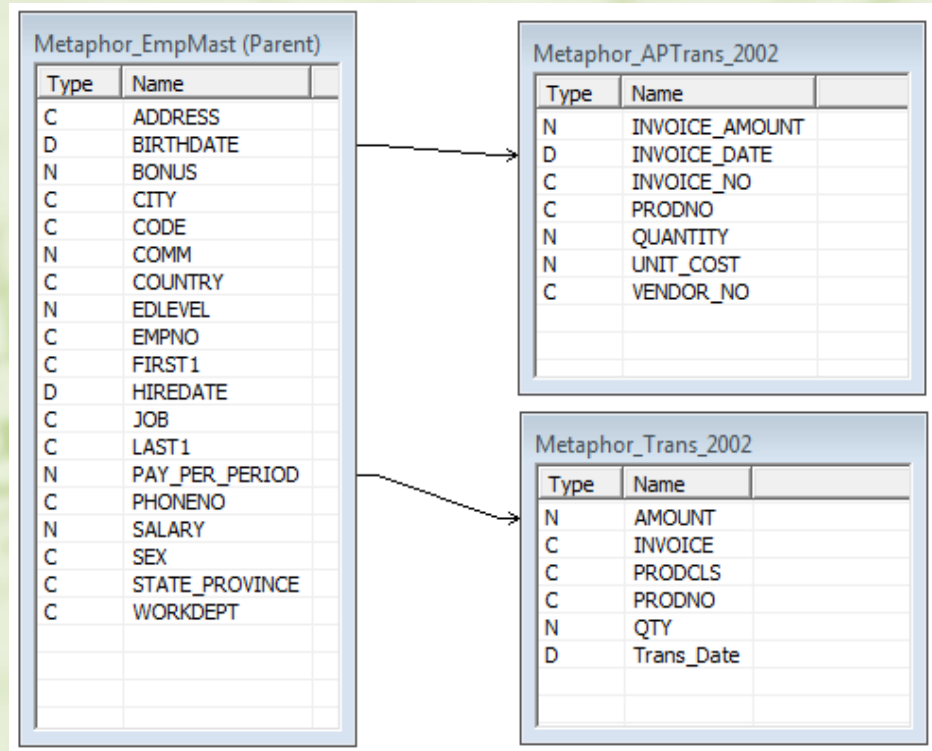 Metaphor_EmpMast (Parent)
Type Name
C ADDRESS
D BIRTHDATE
N BONUS
C CITY
C CODE
N COMM
C COUNTRY
N EDLEVEL
C EMPNO
C FIRST1
D HIREDATE
C JOB
C LAST1
N PAY_PER_PERIOD
C PHONENO
N SALARY
C SEX
C STATE_PROVINCE
C WORKDEPT
Metaphor_APTrans_2002
Type Name
N INVOICE_AMOUNT
D INVOICE_DATE
C INVOICE_NO
C PRODNO
N QUANTITY
N UNIT_COST
C VENDOR_NO
Metaphor_Trans_2002
Type Name
N AMOUNT
C INVOICE
C PRODCLS
C PRODNO
N QTY
D Trans_Date